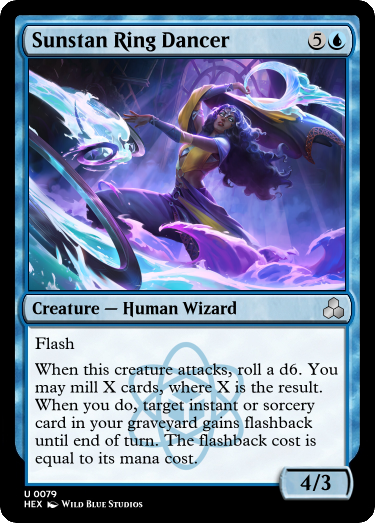 Sunstan Ring Dancer 5
Creature — Human Wizard
Flash
When this creature attacks, roll a d6. You
may mill X cards, where X is the result.
When you do, target instant or sorcery
card in your graveyard gains flashback
until end of turn. The flashback cost is
equal to its mana cost.
4/3
U 0079
HEX Wild Blue Studios